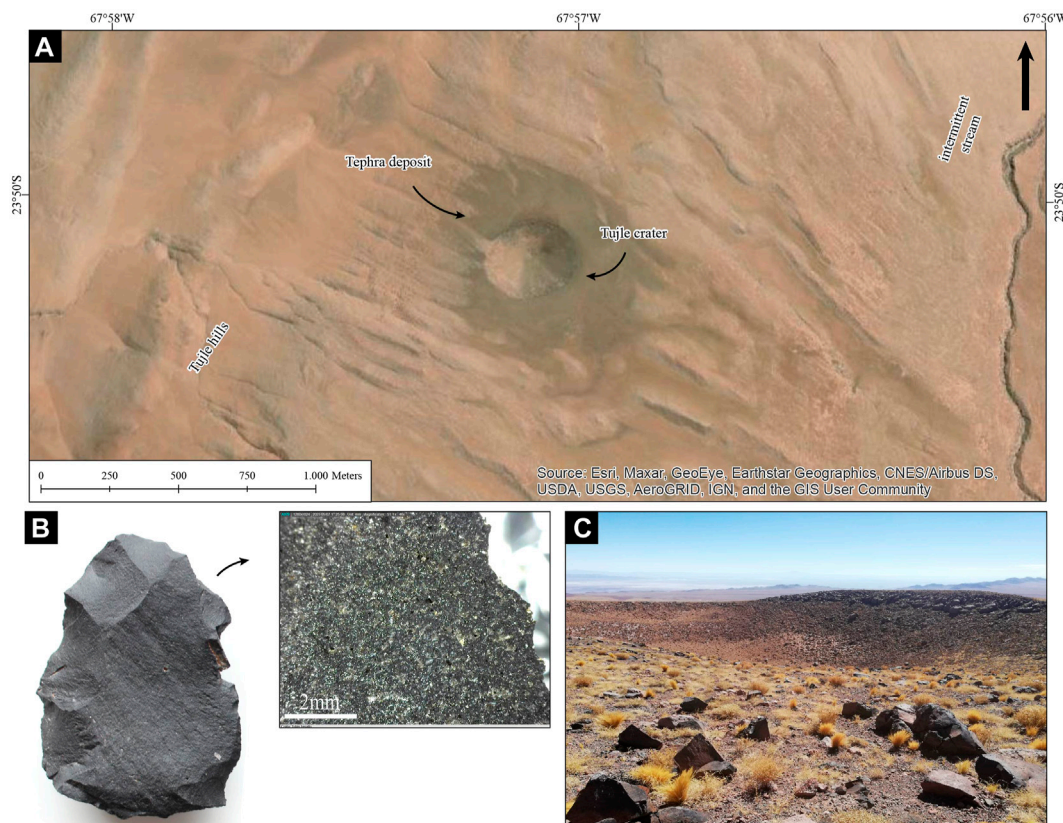 67°58'W
67°57'W
67°56'W
A
Tephra deposit
Tujle crater
intermittent
stream
23°50'S
23°50'S
Tujle hills
0 250 500 750 1.000 Meters
Source: Esri, Maxar, GeoEye, Earthstar Geographics, CNES/Airbus DS,
USDA, USGS, AeroGRID, IGN, and the GIS User Community
B
2mm
C